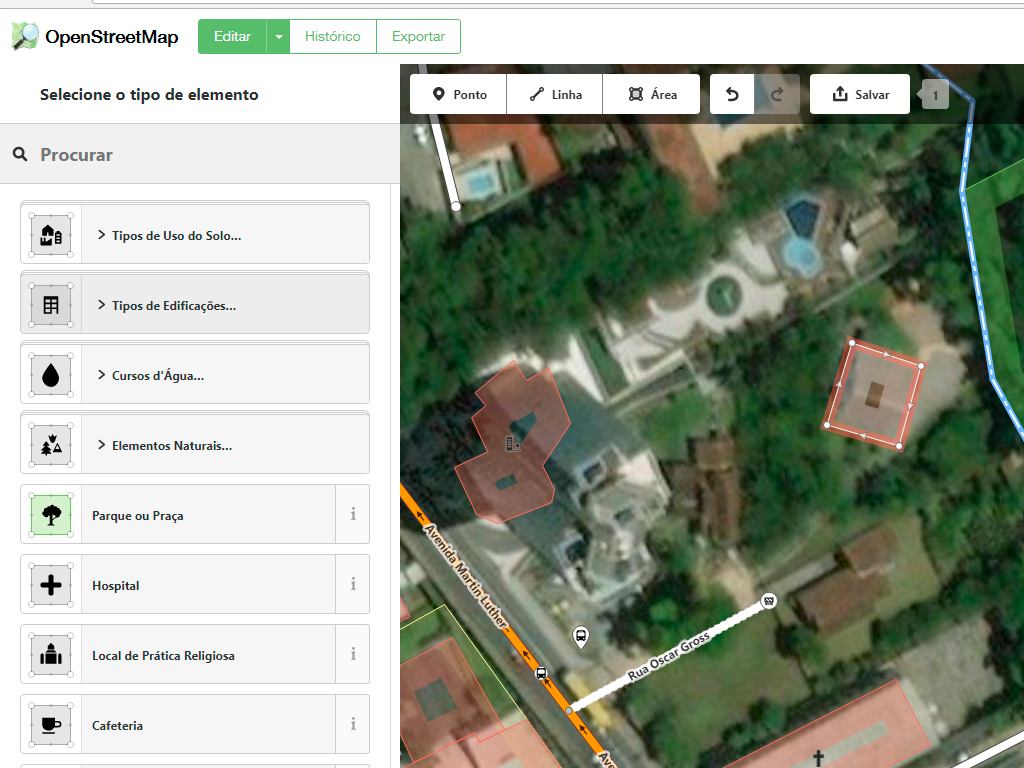 OpenStreetMap
Editar
Histórico
Exportar
Selecione o tipo de elemento
Procurar
Tipos de Uso do Solo...
Tipos de Edificações...
Cursos d'Água...
Elementos Naturais...
Parque ou Praça
i
Hospital
i
Local de Prática Religiosa
i
Cafeteria
i
Ponto
Linha
Área
Salvar
1
Avenida Martin Luther
Rua Oscar Gross
Ave